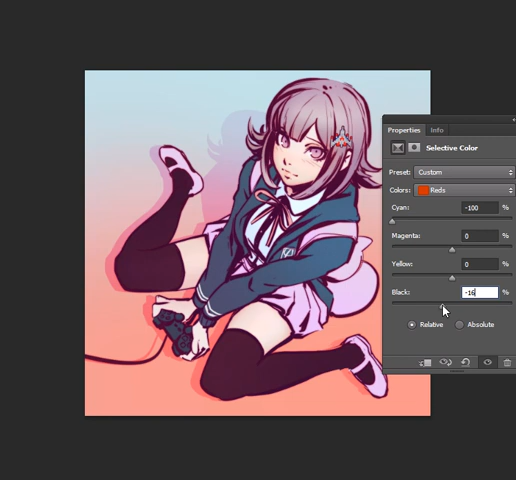 Properties Info
Selective Color
Preset: Custom
Colors: Reds
Cyan: -100 %
Magenta: 0 %
Yellow: 0 %
Black: -16 %
Relative Absolute